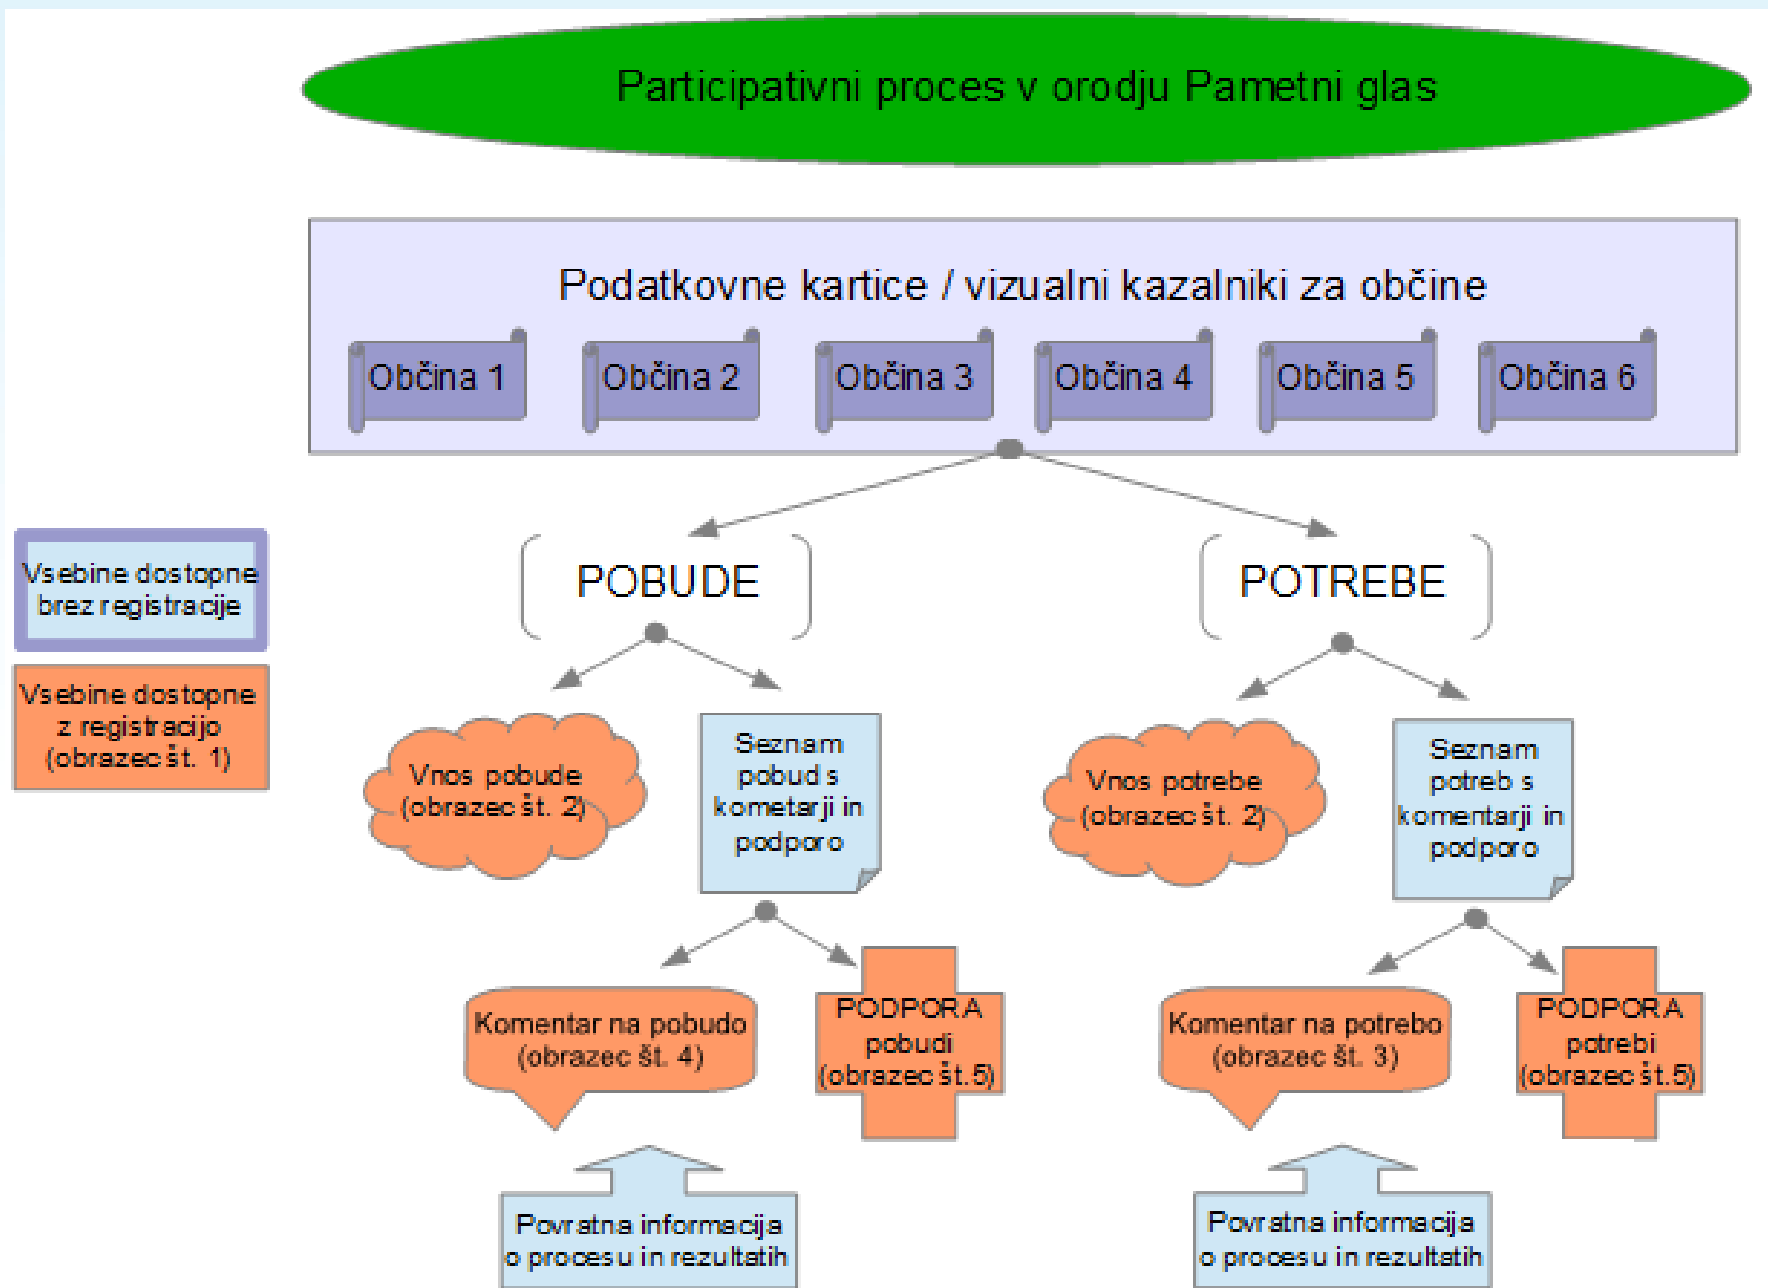 Participativni proces v orodju Pametni glas
Podatkovne kartice / vizualni kazalniki za občine
Občina 1
Občina 2
Občina 3
Občina 4
Občina 5
Občina 6
Vsebine dostopne
brez registracije
Vsebine dostopne
z registracijo
(obrazec št. 1)
POBUDE
POTREBE
Vnos pobude
(obrazec št. 2)
Seznam
pobud s
kometarji in
podporo
Vnos potrebe
(obrazec št. 2)
Seznam
potreb s
komentarji in
podporo
Komentar na pobudo
(obrazec št. 4)
PODPORA
pobudi
(obrazec št.5)
Komentar na potrebo
(obrazec št. 3)
PODPORA
potrebi
(obrazec št.5)
Povratna informacija
o procesu in rezultatih
Povratna informacija
o procesu in rezultatih